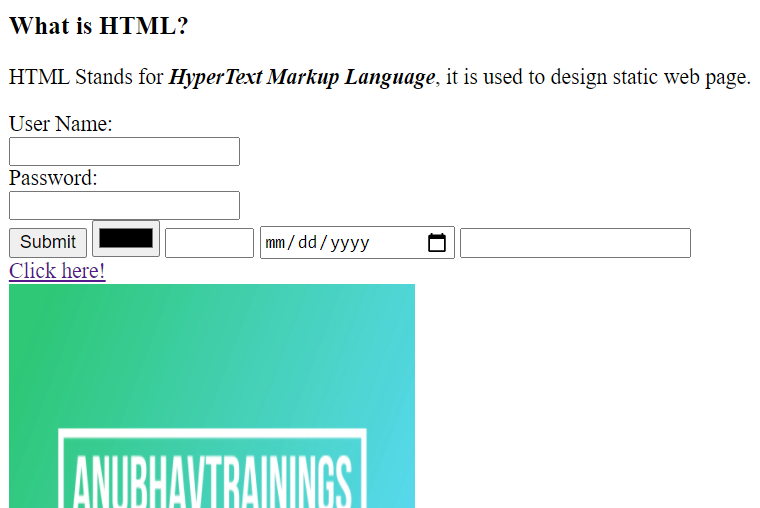 What is HTML?
HTML Stands for HyperText Markup Language, it is used to design static web page.
User Name:
Password:
Submit mm/dd/yyyy
Click here!
ANUBHAVTRAININGS